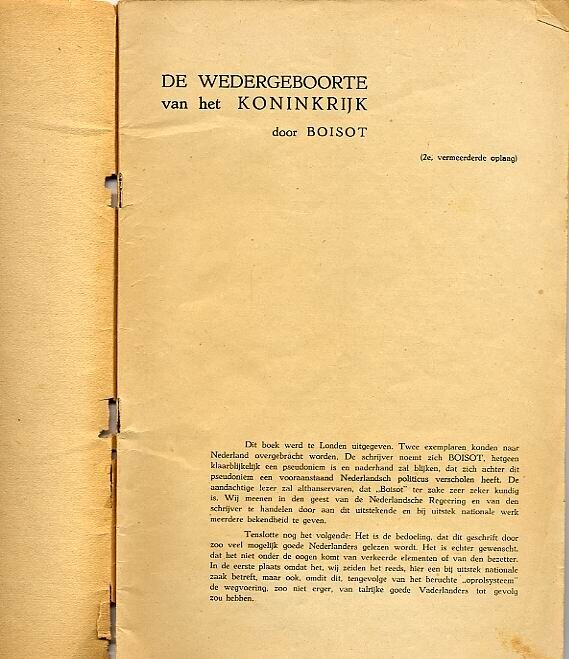 DE WEDERGEBOORTE
van het KONINKRIJK
door BOISOT
(2e, vermeerderde oplaag)
Dit boek werd te Londen uitgegeven. Twee exemplaren konden naar
Nederland overgebracht worden. De schrijver noemt zich BOISOT, hetgeen
klaarblijkelijk een pseudoniem is en naderhand zal blijken, dat zich achter dit
pseudoniem een vooraanstaand Nederlandsch politicus verscholen heeft. De
aandachtige lezer zal althanservaren, dat „Boisot" ter zake zeer zeker kundig
is. Wij meenen in den geest van de Nederlandsche Regeering en van den
schrijver te handelen door aan dit uitstekende en bij uitstek nationale werk
meerdere bekendheid te geven.
Tenslotte nog het volgende: Het is de bedoeling, dat dit geschrift door
zoo veel mogelijk goede Nederlanders gelezen wordt. Het is echter gewenscht,
dat het niet onder de oogen komt van verkeerde elementen of van den bezetter.
In de eerste plaats omdat het, wij zeiden het reeds, hier een bij uitstek nationale
zaak betreft, maar ook, omdit dit, tengevolge van het beruchte „oprolsysteem"
de wegvoering, zoo niet erger, van talrijke goede Vaderlanders tot gevolg
zou hebben.